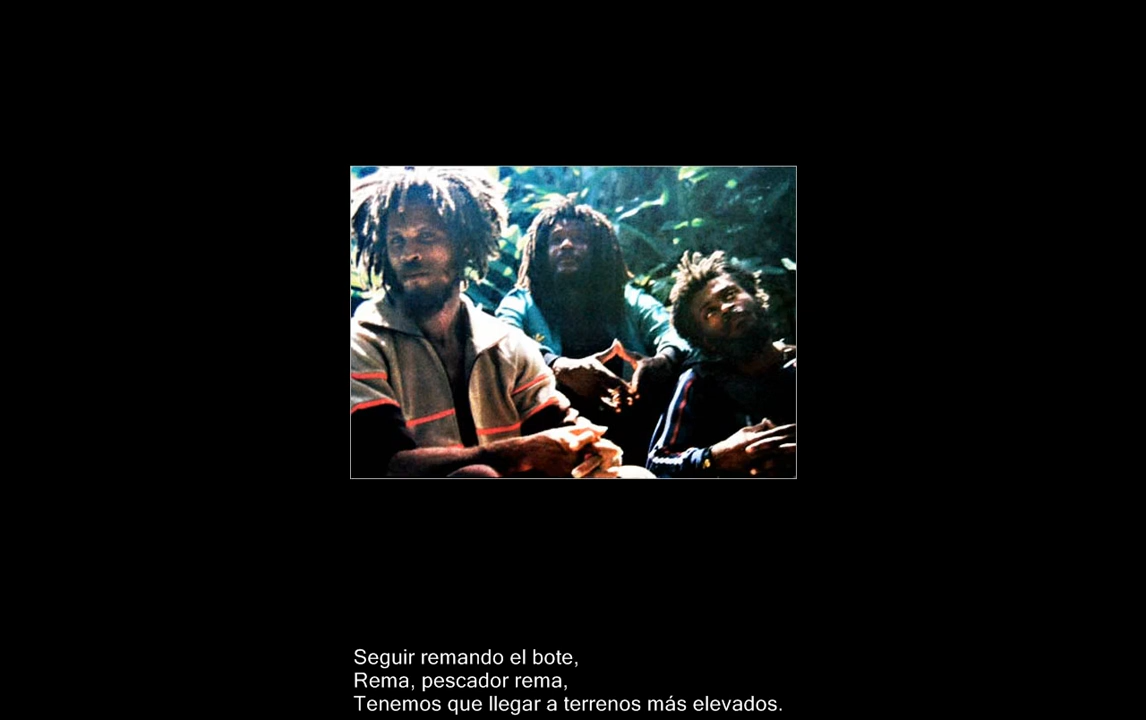 Seguir remando el bote,
Rema, pescador rema,
Tenemos que llegar a terrenos más elevados.